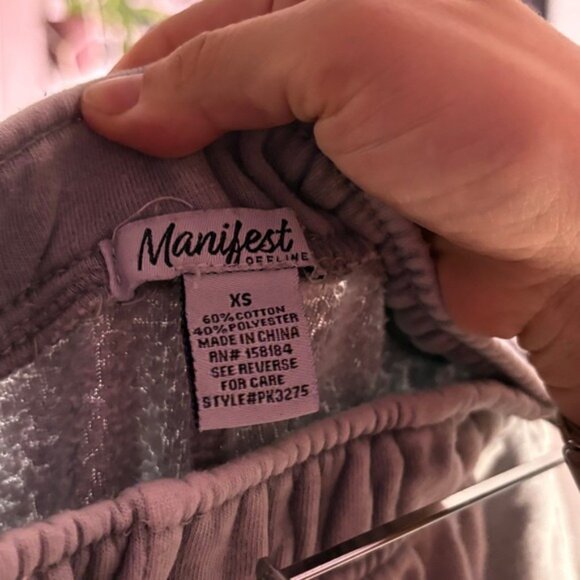 Manifest
OFFLINE
XS
60% COTTON
40% POLYESTER
MADE IN CHINA
RN# 158184
SEE REVERSE
FOR CARE
STYLE#PK3275